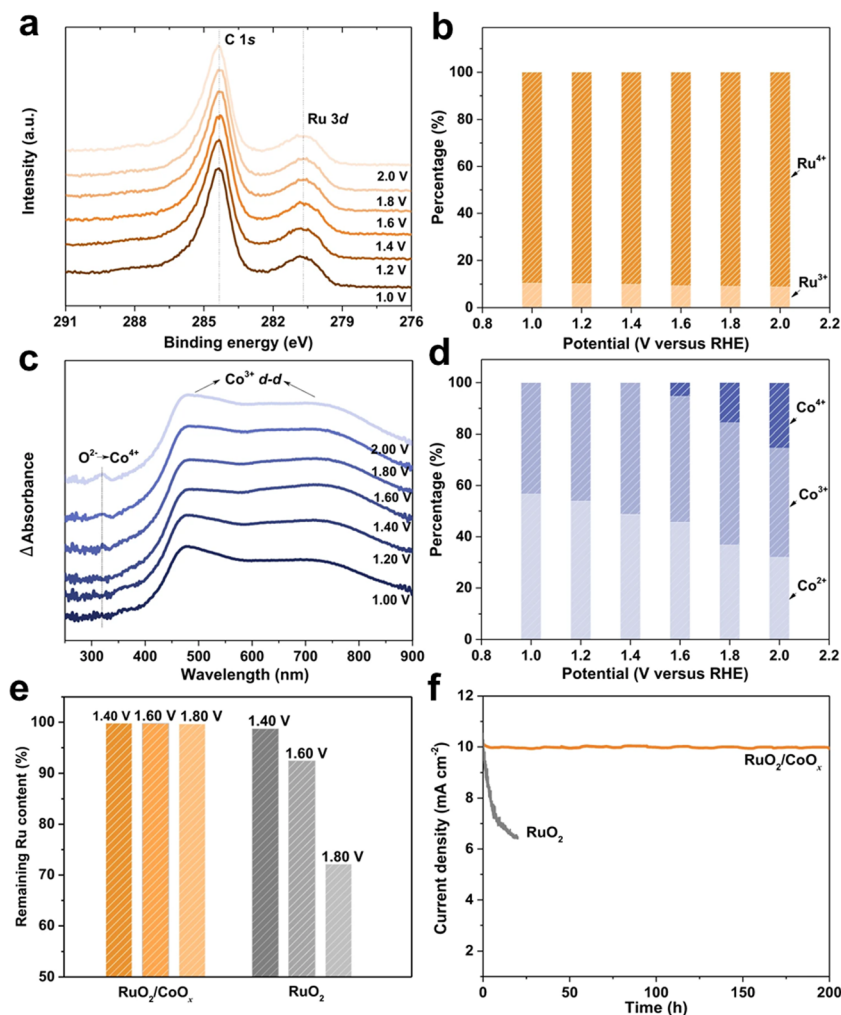 a
C 1s
Ru 3d
2.0 V
1.8 V
1.6 V
1.4 V
1.2 V
1.0 V
Intensity (a.u.)
291 288 285 282 279 276
Binding energy (eV)
b
100
80
60
40
20
0
Percentage (%)
Ru⁴⁺
Ru³⁺
0.8 1.0 1.2 1.4 1.6 1.8 2.0 2.2
Potential (V versus RHE)
c
Co³⁺ d-d
O²⁻→Co⁴⁺
2.00 V
1.80 V
1.60 V
1.40 V
1.20 V
1.00 V
Δ Absorbance
300 400 500 600 700 800 900
Wavelength (nm)
d
100
80
60
40
20
0
Percentage (%)
Co⁴⁺
Co³⁺
Co²⁺
0.8 1.0 1.2 1.4 1.6 1.8 2.0 2.2
Potential (V versus RHE)
e
100
90
80
70
60
50
Remaining Ru content (%)
1.40 V 1.60 V 1.80 V
1.40 V
1.60 V
1.80 V
RuO₂/CoOₓ RuO₂
f
12
10
8
6
4
2
Current density (mA cm⁻²)
RuO₂/CoOₓ
RuO₂
0 50 100 150 200
Time (h)